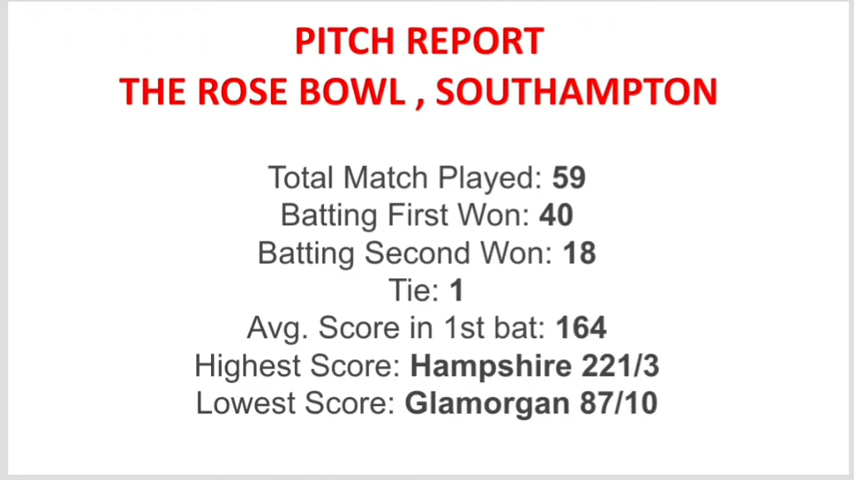 PITCH REPORT
THE ROSE BOWL , SOUTHAMPTON
Total Match Played: 59
Batting First Won: 40
Batting Second Won: 18
Tie: 1
Avg. Score in 1st bat: 164
Highest Score: Hampshire 221/3
Lowest Score: Glamorgan 87/10